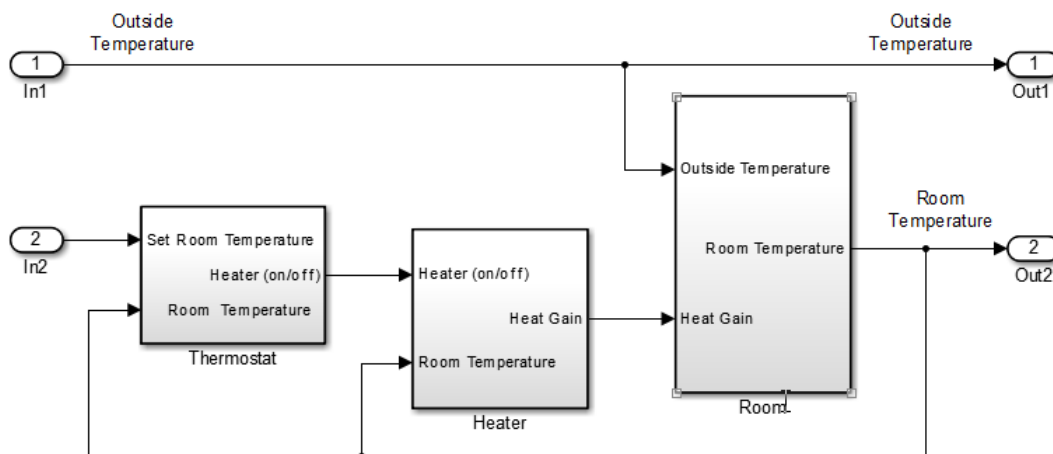 Outside
Temperature
Outside
Temperature
1
In1
1
Out1
Outside Temperature
Room Temperature
Heat Gain
Room
Room
Temperature
2
In2
2
Out2
Set Room Temperature
Heater (on/off)
Room Temperature
Thermostat
Heater (on/off)
Heat Gain
Room Temperature
Heater